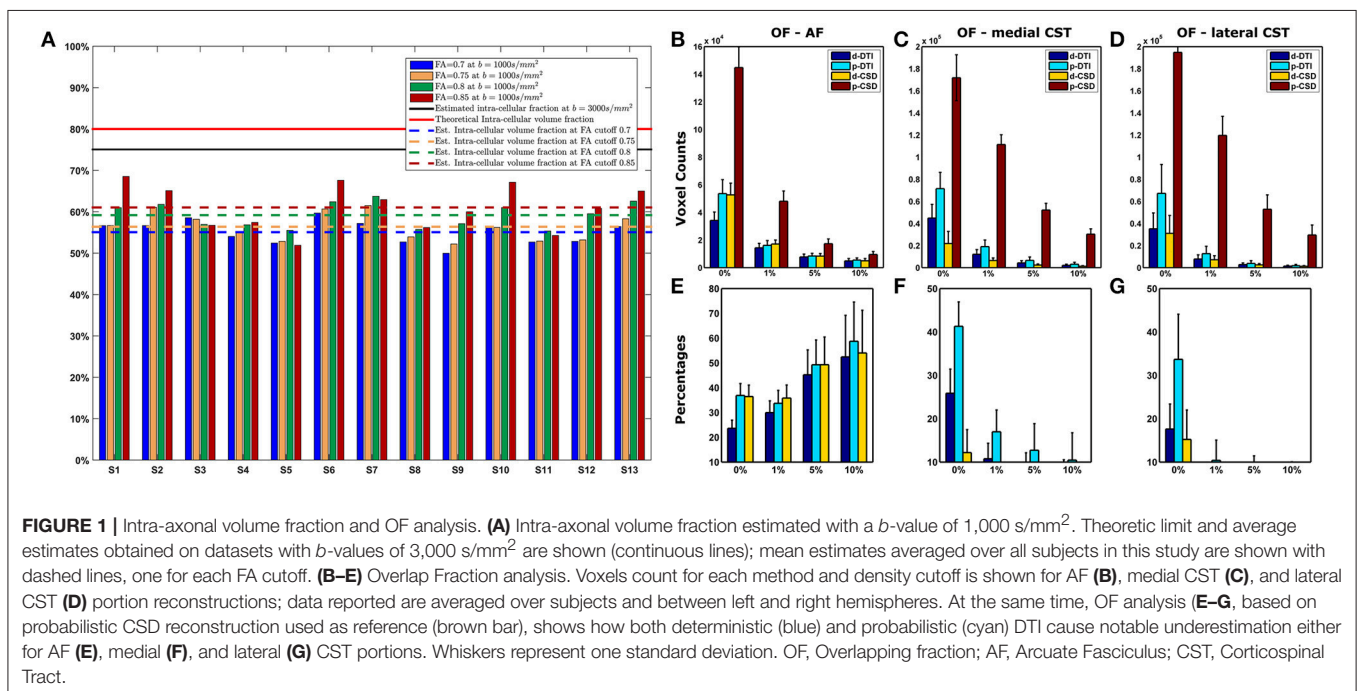 A
100%
90%
80%
70%
60%
50%
40%
30%
20%
10%
0%
S1 S2 S3 S4 S5 S6 S7 S8 S9 S10 S11 S12 S13
FA=0.7 at b = 1000s/mm²
FA=0.75 at b = 1000s/mm²
FA=0.8 at b = 1000s/mm²
FA=0.85 at b = 1000s/mm²
Estimated intra-cellular fraction at b = 3000s/mm²
Theoretical Intra-cellular volume fraction
Est. Intra-cellular volume fraction at FA cutoff 0.7
Est. Intra-cellular volume fraction at FA cutoff 0.75
Est. Intra-cellular volume fraction at FA cutoff 0.8
Est. Intra-cellular volume fraction at FA cutoff 0.85
B
OF - AF
x 10⁴
16
14
12
10
8
6
4
2
0
Voxel Counts
0% 1% 5% 10%
d-DTI
p-DTI
d-CSD
p-CSD
C
OF - medial CST
x 10⁵
2
1.8
1.6
1.4
1.2
1
0.8
0.6
0.4
0.2
0
0% 1% 5% 10%
d-DTI
p-DTI
d-CSD
p-CSD
D
OF - lateral CST
x 10⁵
2
1.8
1.6
1.4
1.2
1
0.8
0.6
0.4
0.2
0
0% 1% 5% 10%
d-DTI
p-DTI
d-CSD
p-CSD
E
80
70
60
50
40
30
20
10
Percentages
0% 1% 5% 10%
F
50
40
30
20
10
0% 1% 5% 10%
G
50
40
30
20
10
0% 1% 5% 10%
FIGURE 1 | Intra-axonal volume fraction and OF analysis. (A) Intra-axonal volume fraction estimated with a b-value of 1,000 s/mm². Theoretic limit and average
estimates obtained on datasets with b-values of 3,000 s/mm² are shown (continuous lines); mean estimates averaged over all subjects in this study are shown with
dashed lines, one for each FA cutoff. (B–E) Overlap Fraction analysis. Voxels count for each method and density cutoff is shown for AF (B), medial CST (C), and lateral
CST (D) portion reconstructions; data reported are averaged over subjects and between left and right hemispheres. At the same time, OF analysis (E–G, based on
probabilistic CSD reconstruction used as reference (brown bar), shows how both deterministic (blue) and probabilistic (cyan) DTI cause notable underestimation either
for AF (E), medial (F), and lateral (G) CST portions. Whiskers represent one standard deviation. OF, Overlapping fraction; AF, Arcuate Fasciculus; CST, Corticospinal
Tract.